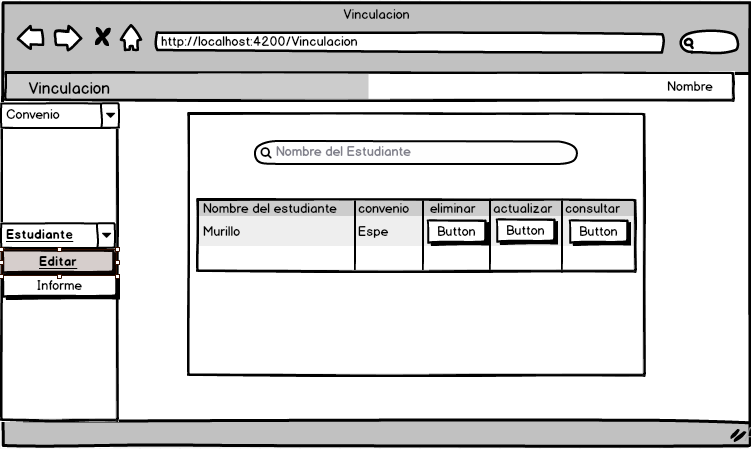 Vinculacion
http://localhost:4200/Vinculacion
Vinculacion
Nombre
Convenio
Nombre del Estudiante
Nombre del estudiante convenio eliminar actualizar consultar
Murillo Espe Button Button Button
Estudiante
Editar
Informe